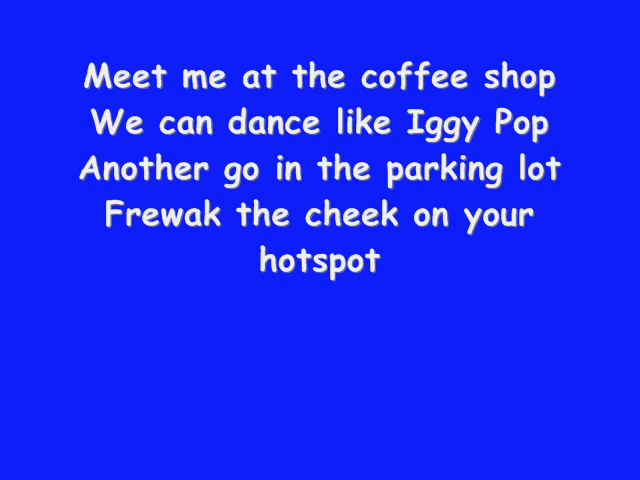 Meet me at the coffee shop
We can dance like Iggy Pop
Another go in the parking lot
Frewak the cheek on your
hotspot